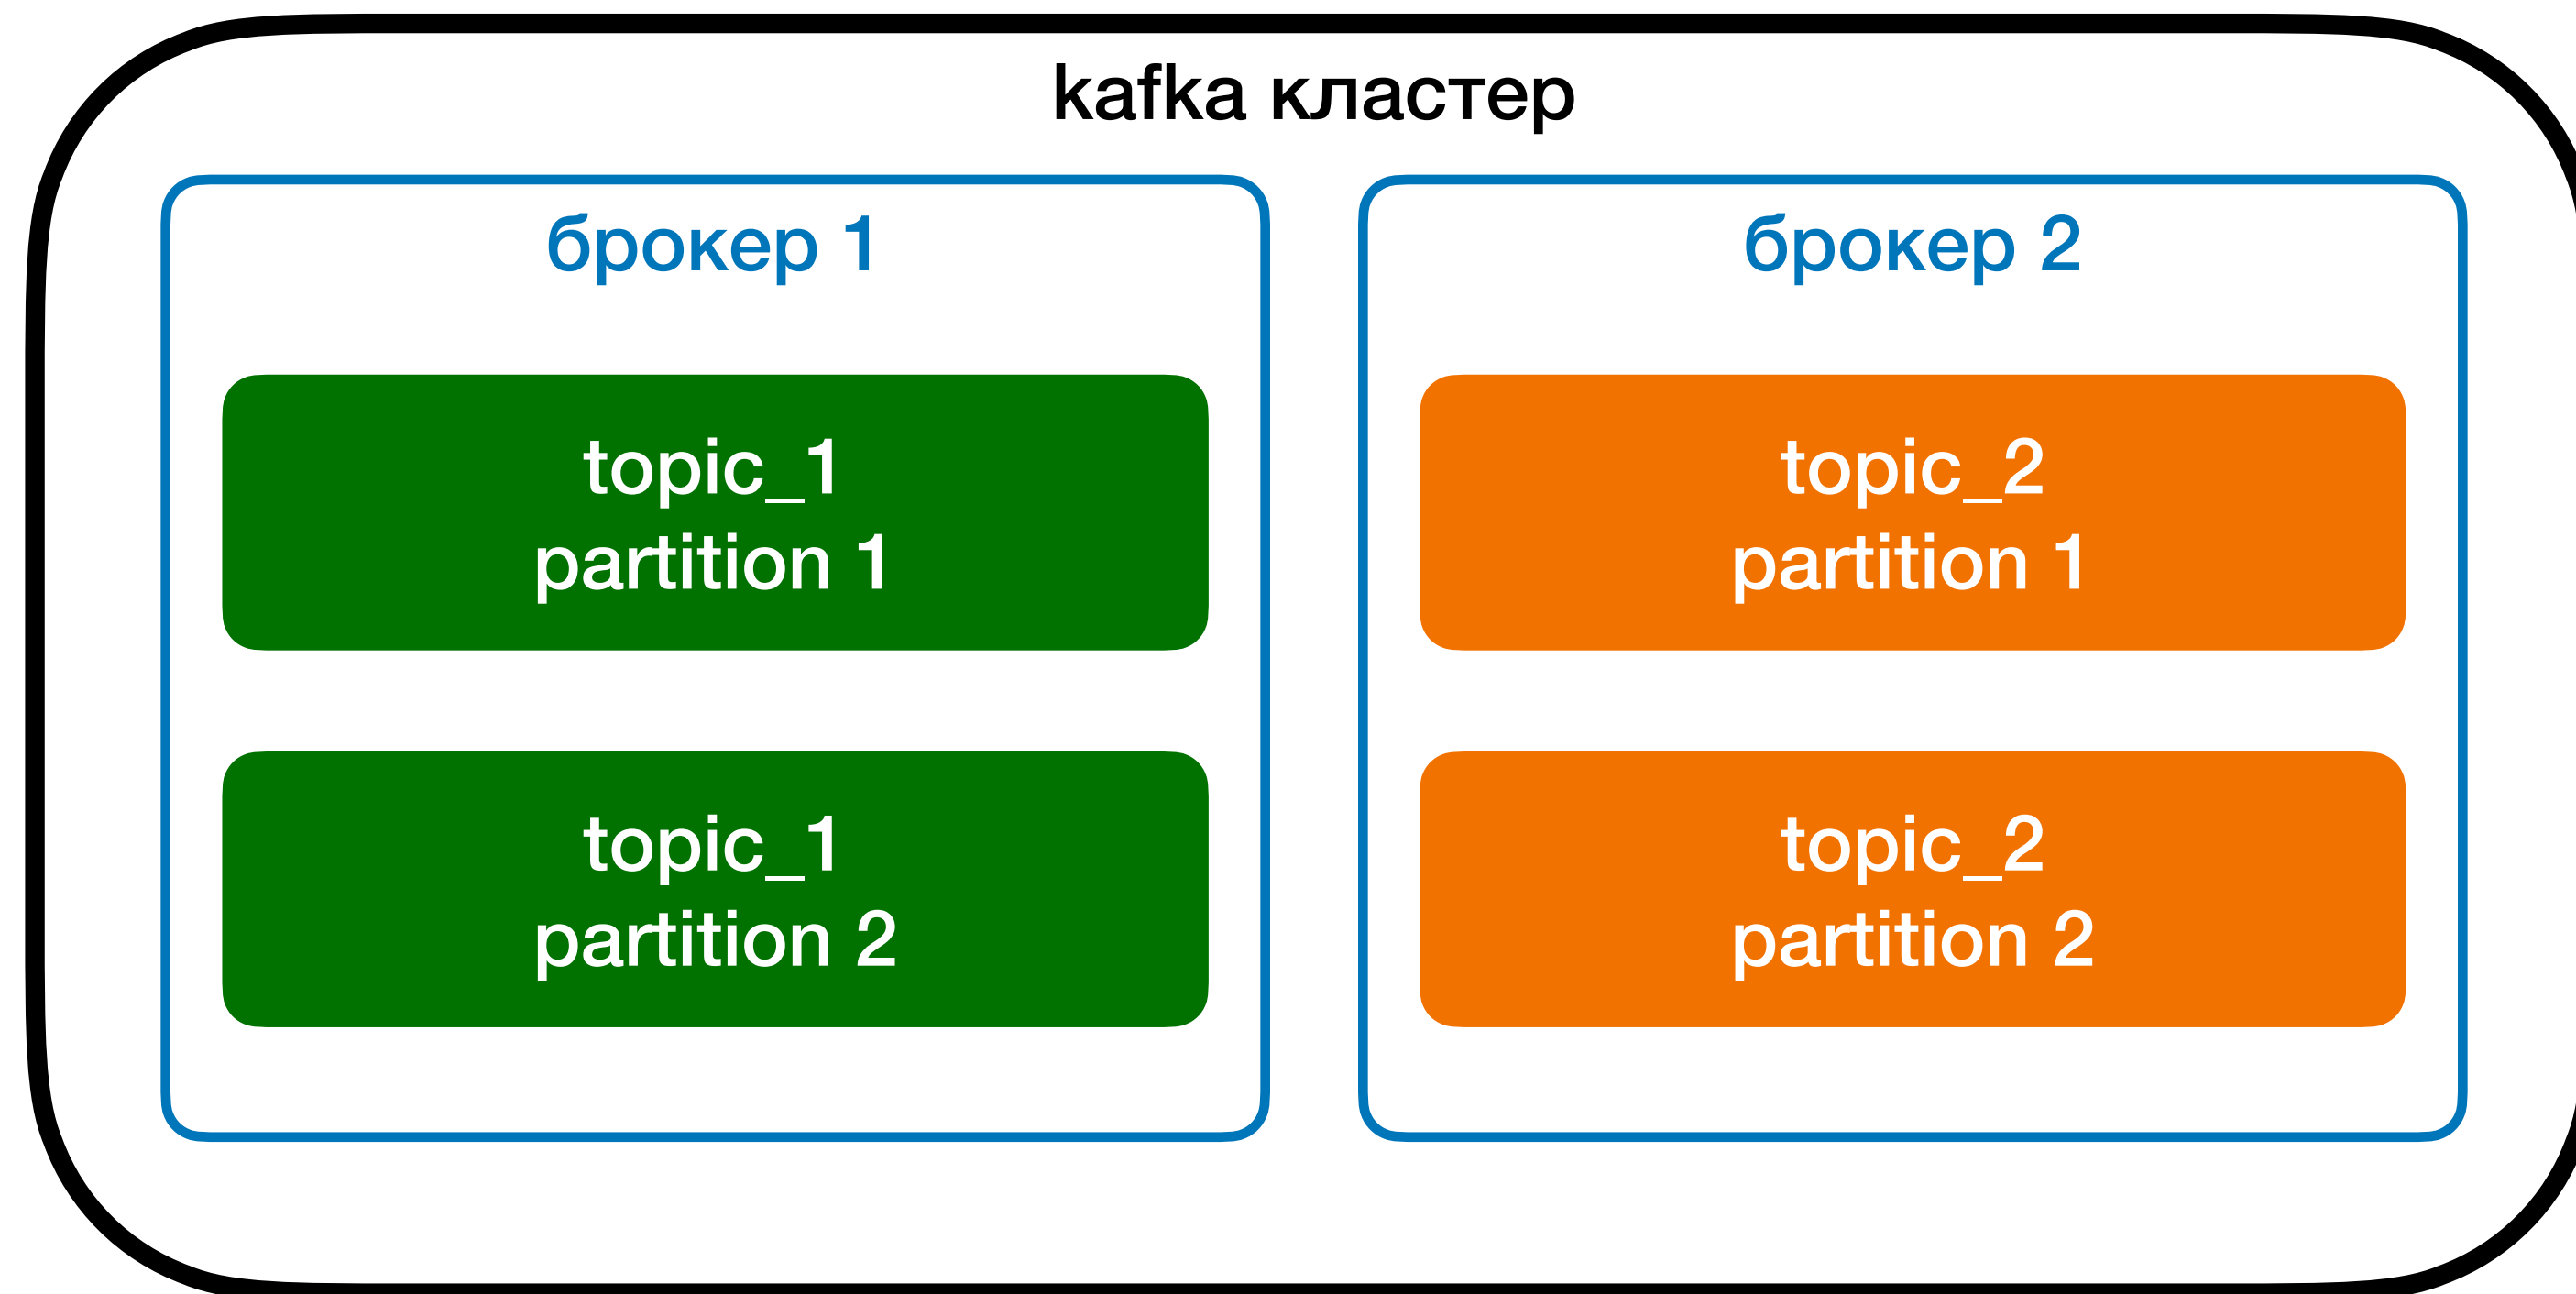 kafka кластер
брокер 1
topic_1
partition 1
topic_1
partition 2
брокер 2
topic_2
partition 1
topic_2
partition 2